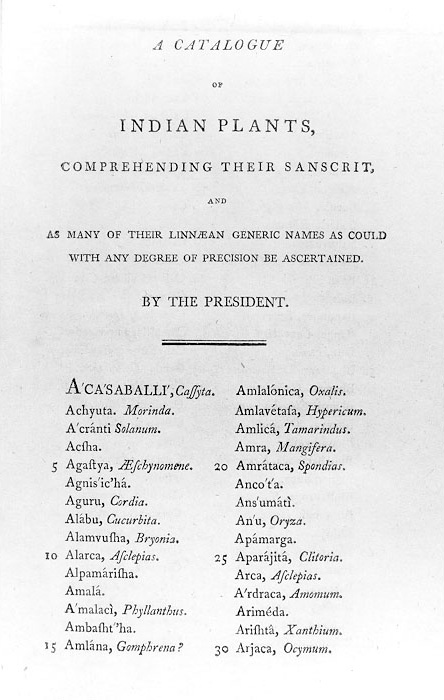 A CATALOGUE
OF
INDIAN PLANTS,
COMPREHENDING THEIR SANSCRIT,
AND
AS MANY OF THEIR LINNÆAN GENERIC NAMES AS COULD
WITH ANY DEGREE OF PRECISION BE ASCERTAINED.
BY THE PRESIDENT.
A'CA'SABALLI', Caſſyta.
Achyuta. Morinda.
A'cránti Solanum.
Acſha.
5 Agaſtya, Æſchynomene.
Agnis'ic'há.
Aguru, Cordia.
Alábu, Cucurbita.
Alamvuſha, Bryonia.
10 Alarca, Aſclepias.
Alpamáriſha.
Amalá.
A'malacì, Phyllanthus.
Ambaſht'ha.
15 Amlána, Gomphrena?
Amlalónica, Oxalis.
Amlavétaſa, Hypericum.
Amlicá, Tamarindus.
Amra, Mangifera.
20 Amrátaca, Spondias.
Anco't'a.
Ans'umátì.
An'u, Oryza.
Apámarga.
25 Aparájitá, Clitoria.
Arca, Aſclepias.
A'rdraca, Amomum.
Ariméda.
Ariſhtá, Xanthium.
30 Arjaca, Ocymum.